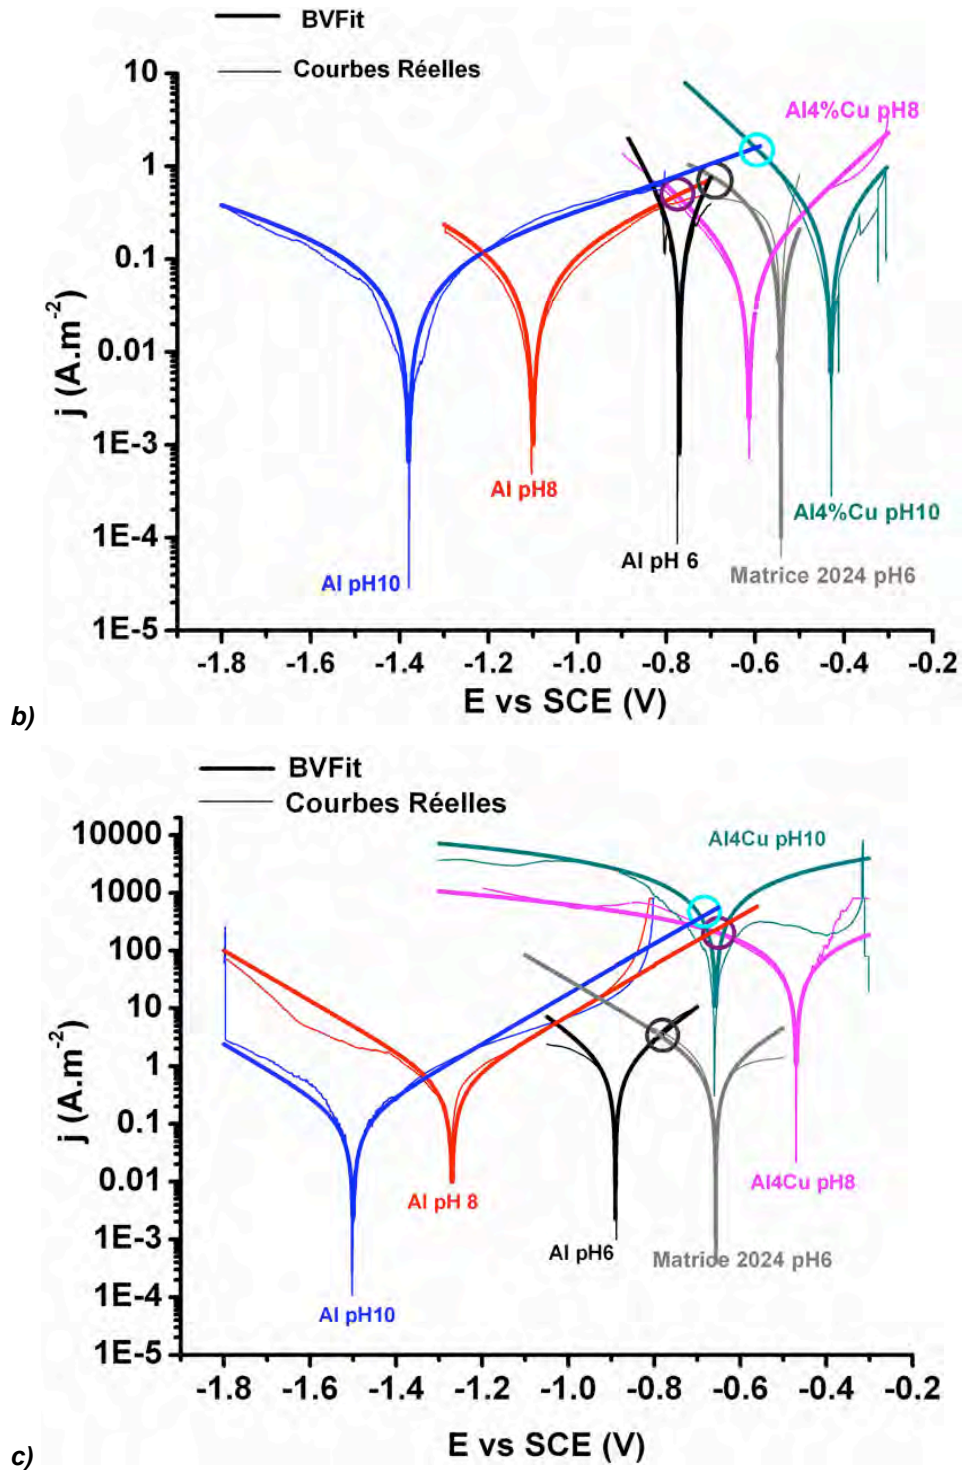 BVFit
Courbes Réelles
10
1
0.1
0.01
1E-3
1E-4
1E-5
j (A.m-2)
Al4%Cu pH8
Al pH8
Al4%Cu pH10
Al pH 6
Matrice 2024 pH6
Al pH10
-1.8 -1.6 -1.4 -1.2 -1.0 -0.8 -0.6 -0.4 -0.2
E vs SCE (V)
b)
BVFit
Courbes Réelles
10000
1000
100
10
1
0.1
0.01
1E-3
1E-4
1E-5
j (A.m-2)
Al4Cu pH10
Al4Cu pH8
Al pH 8
Al pH6
Matrice 2024 pH6
Al pH10
-1.8 -1.6 -1.4 -1.2 -1.0 -0.8 -0.6 -0.4 -0.2
E vs SCE (V)
c)